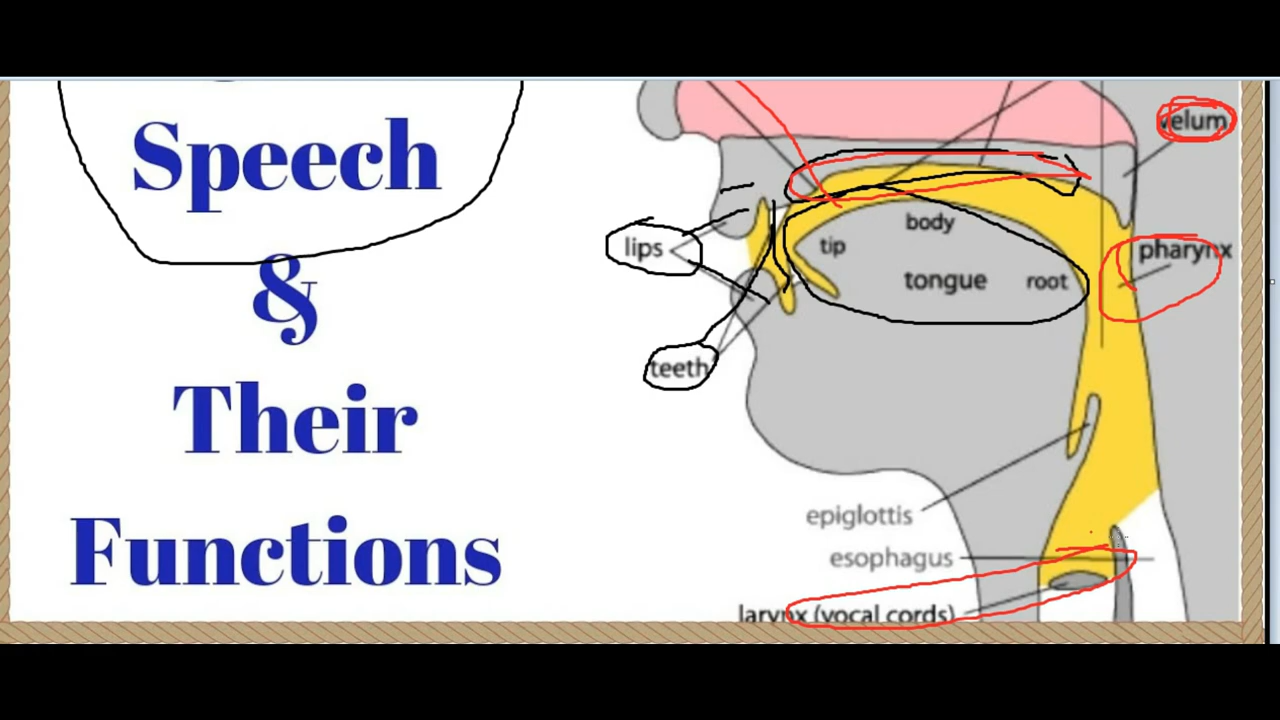 Speech
&
Their
Functions
velum
pharynx
body
lips
tip
tongue
root
teeth
epiglottis
esophagus
larynx (vocal cords)